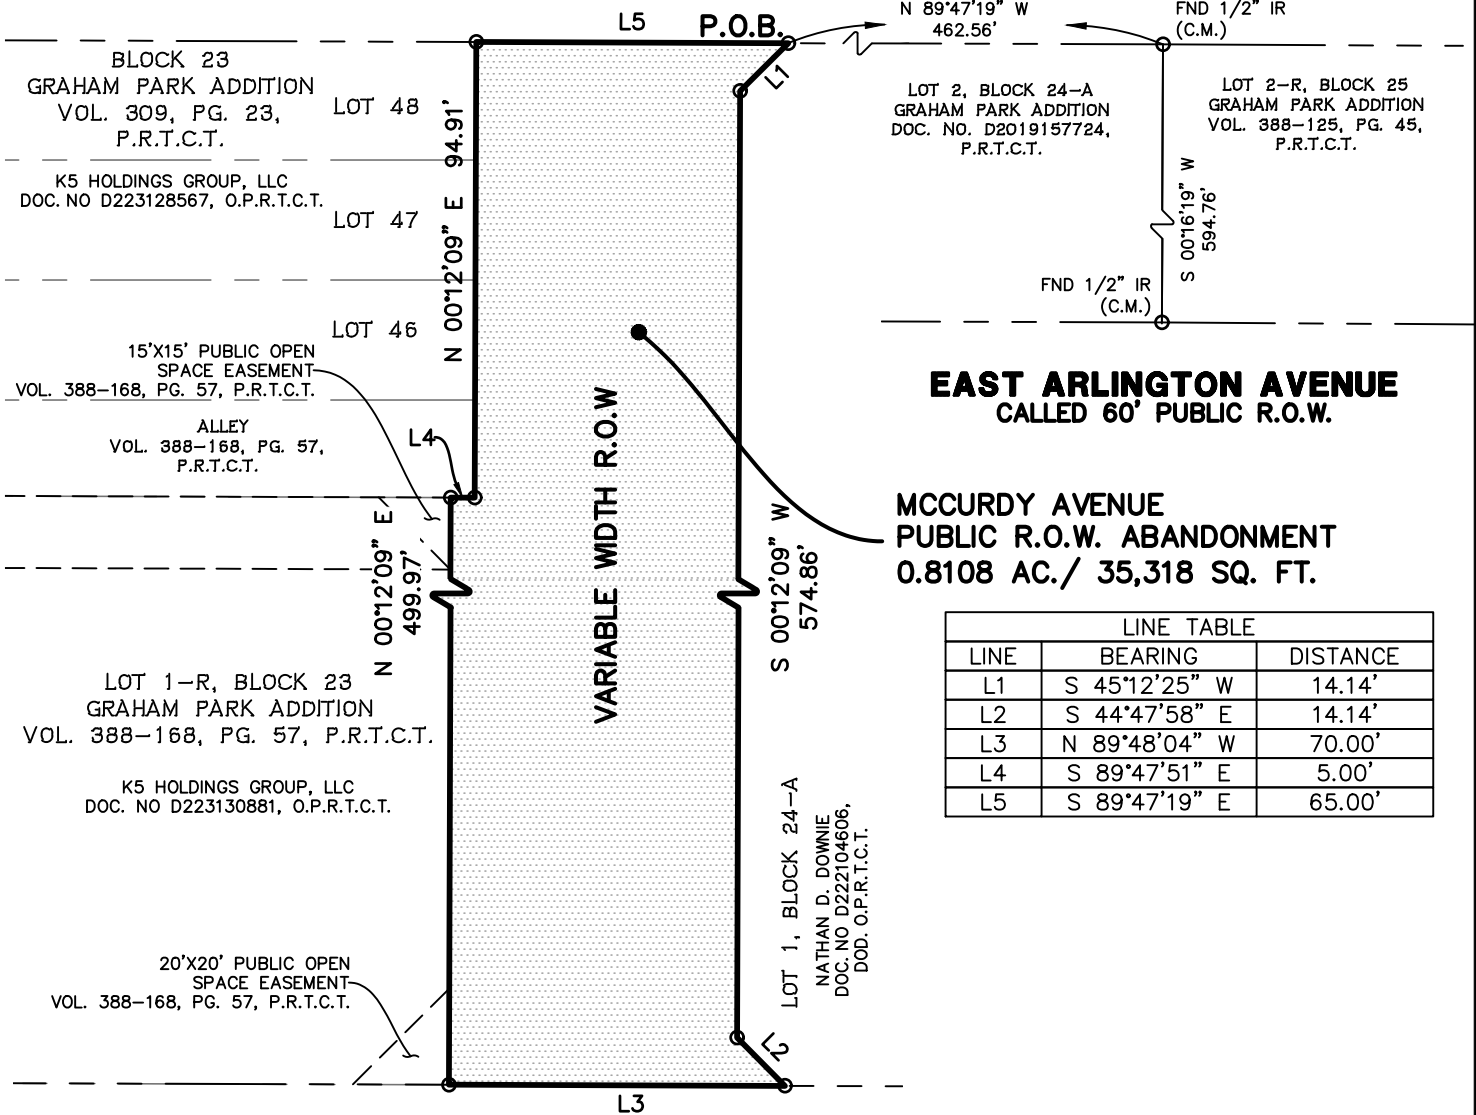 L5
P.O.B.
N 89°47'19" W
462.56'
FND 1/2" IR
(C.M.)
BLOCK 23
GRAHAM PARK ADDITION
VOL. 309, PG. 23,
P.R.T.C.T.
LOT 48
N 00°12'09" E 94.91'
L1
LOT 2, BLOCK 24-A
GRAHAM PARK ADDITION
DOC. NO. D2019157724,
P.R.T.C.T.
LOT 2-R, BLOCK 25
GRAHAM PARK ADDITION
VOL. 388-125, PG. 45,
P.R.T.C.T.
K5 HOLDINGS GROUP, LLC
DOC. NO D223128567, O.P.R.T.C.T.
LOT 47
S 00°16'19" W
594.76'
FND 1/2" IR
(C.M.)
LOT 46
15'X15' PUBLIC OPEN
SPACE EASEMENT
VOL. 388-168, PG. 57, P.R.T.C.T.
EAST ARLINGTON AVENUE
CALLED 60' PUBLIC R.O.W.
ALLEY
VOL. 388-168, PG. 57,
P.R.T.C.T.
L4
VARIABLE WIDTH R.O.W
MCCURDY AVENUE
PUBLIC R.O.W. ABANDONMENT
0.8108 AC./ 35,318 SQ. FT.
N 00°12'09" E
499.97'
S 00°12'09" W
574.86'
LINE TABLE
LINE BEARING DISTANCE
L1 S 45°12'25" W 14.14'
L2 S 44°47'58" E 14.14'
L3 N 89°48'04" W 70.00'
L4 S 89°47'51" E 5.00'
L5 S 89°47'19" E 65.00'
LOT 1-R, BLOCK 23
GRAHAM PARK ADDITION
VOL. 388-168, PG. 57, P.R.T.C.T.
K5 HOLDINGS GROUP, LLC
DOC. NO D223130881, O.P.R.T.C.T.
LOT 1, BLOCK 24-A
NATHAN D. DOWNIE
DOC. NO D222104606,
DOD. O.P.R.T.C.T.
20'X20' PUBLIC OPEN
SPACE EASEMENT
VOL. 388-168, PG. 57, P.R.T.C.T.
L2
L3